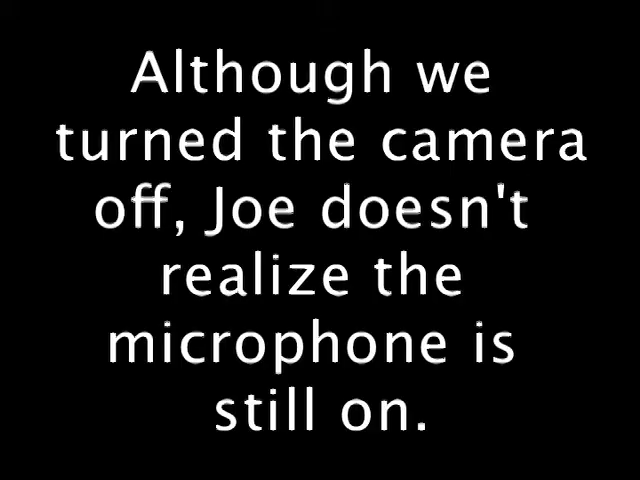 Although we
turned the camera
off, Joe doesn't
realize the
microphone is
still on.